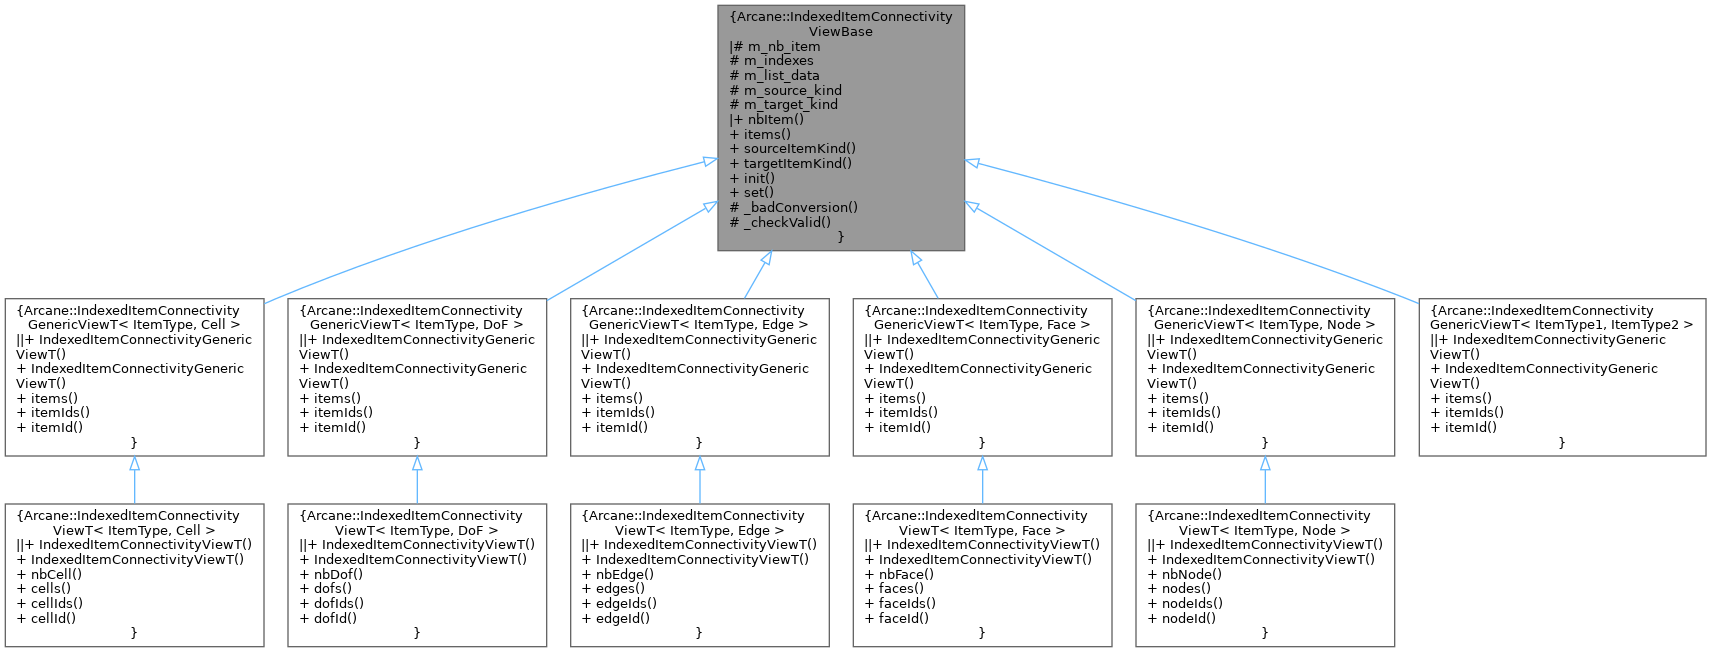 {Arcane::IndexedItemConnectivity
ViewBase
|# m_nb_item
# m_indexes
# m_list_data
# m_source_kind
# m_target_kind
|+ nbItem()
+ items()
+ sourceItemKind()
+ targetItemKind()
+ init()
+ set()
# _badConversion()
# _checkValid()
}
{Arcane::IndexedItemConnectivity
GenericViewT< ItemType, Cell >
||+ IndexedItemConnectivityGeneric
ViewT()
+ IndexedItemConnectivityGeneric
ViewT()
+ items()
+ itemIds()
+ itemId()
}
{Arcane::IndexedItemConnectivity
GenericViewT< ItemType, DoF >
||+ IndexedItemConnectivityGeneric
ViewT()
+ IndexedItemConnectivityGeneric
ViewT()
+ items()
+ itemIds()
+ itemId()
}
{Arcane::IndexedItemConnectivity
GenericViewT< ItemType, Edge >
||+ IndexedItemConnectivityGeneric
ViewT()
+ IndexedItemConnectivityGeneric
ViewT()
+ items()
+ itemIds()
+ itemId()
}
{Arcane::IndexedItemConnectivity
GenericViewT< ItemType, Face >
||+ IndexedItemConnectivityGeneric
ViewT()
+ IndexedItemConnectivityGeneric
ViewT()
+ items()
+ itemIds()
+ itemId()
}
{Arcane::IndexedItemConnectivity
GenericViewT< ItemType, Node >
||+ IndexedItemConnectivityGeneric
ViewT()
+ IndexedItemConnectivityGeneric
ViewT()
+ items()
+ itemIds()
+ itemId()
}
{Arcane::IndexedItemConnectivity
GenericViewT< ItemType1, ItemType2 >
||+ IndexedItemConnectivityGeneric
ViewT()
+ IndexedItemConnectivityGeneric
ViewT()
+ items()
+ itemIds()
+ itemId()
}
{Arcane::IndexedItemConnectivity
ViewT< ItemType, Cell >
||+ IndexedItemConnectivityViewT()
+ IndexedItemConnectivityViewT()
+ nbCell()
+ cells()
+ cellIds()
+ cellId()
}
{Arcane::IndexedItemConnectivity
ViewT< ItemType, DoF >
||+ IndexedItemConnectivityViewT()
+ IndexedItemConnectivityViewT()
+ nbDof()
+ dofs()
+ dofIds()
+ dofId()
}
{Arcane::IndexedItemConnectivity
ViewT< ItemType, Edge >
||+ IndexedItemConnectivityViewT()
+ IndexedItemConnectivityViewT()
+ nbEdge()
+ edges()
+ edgeIds()
+ edgeId()
}
{Arcane::IndexedItemConnectivity
ViewT< ItemType, Face >
||+ IndexedItemConnectivityViewT()
+ IndexedItemConnectivityViewT()
+ nbFace()
+ faces()
+ faceIds()
+ faceId()
}
{Arcane::IndexedItemConnectivity
ViewT< ItemType, Node >
||+ IndexedItemConnectivityViewT()
+ IndexedItemConnectivityViewT()
+ nbNode()
+ nodes()
+ nodeIds()
+ nodeId()
}